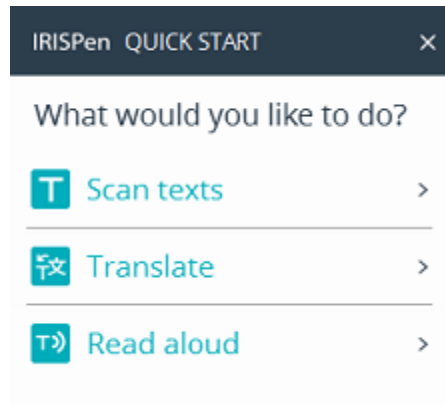 IRISPen QUICK START
What would you like to do?
Scan texts
Translate
Read aloud